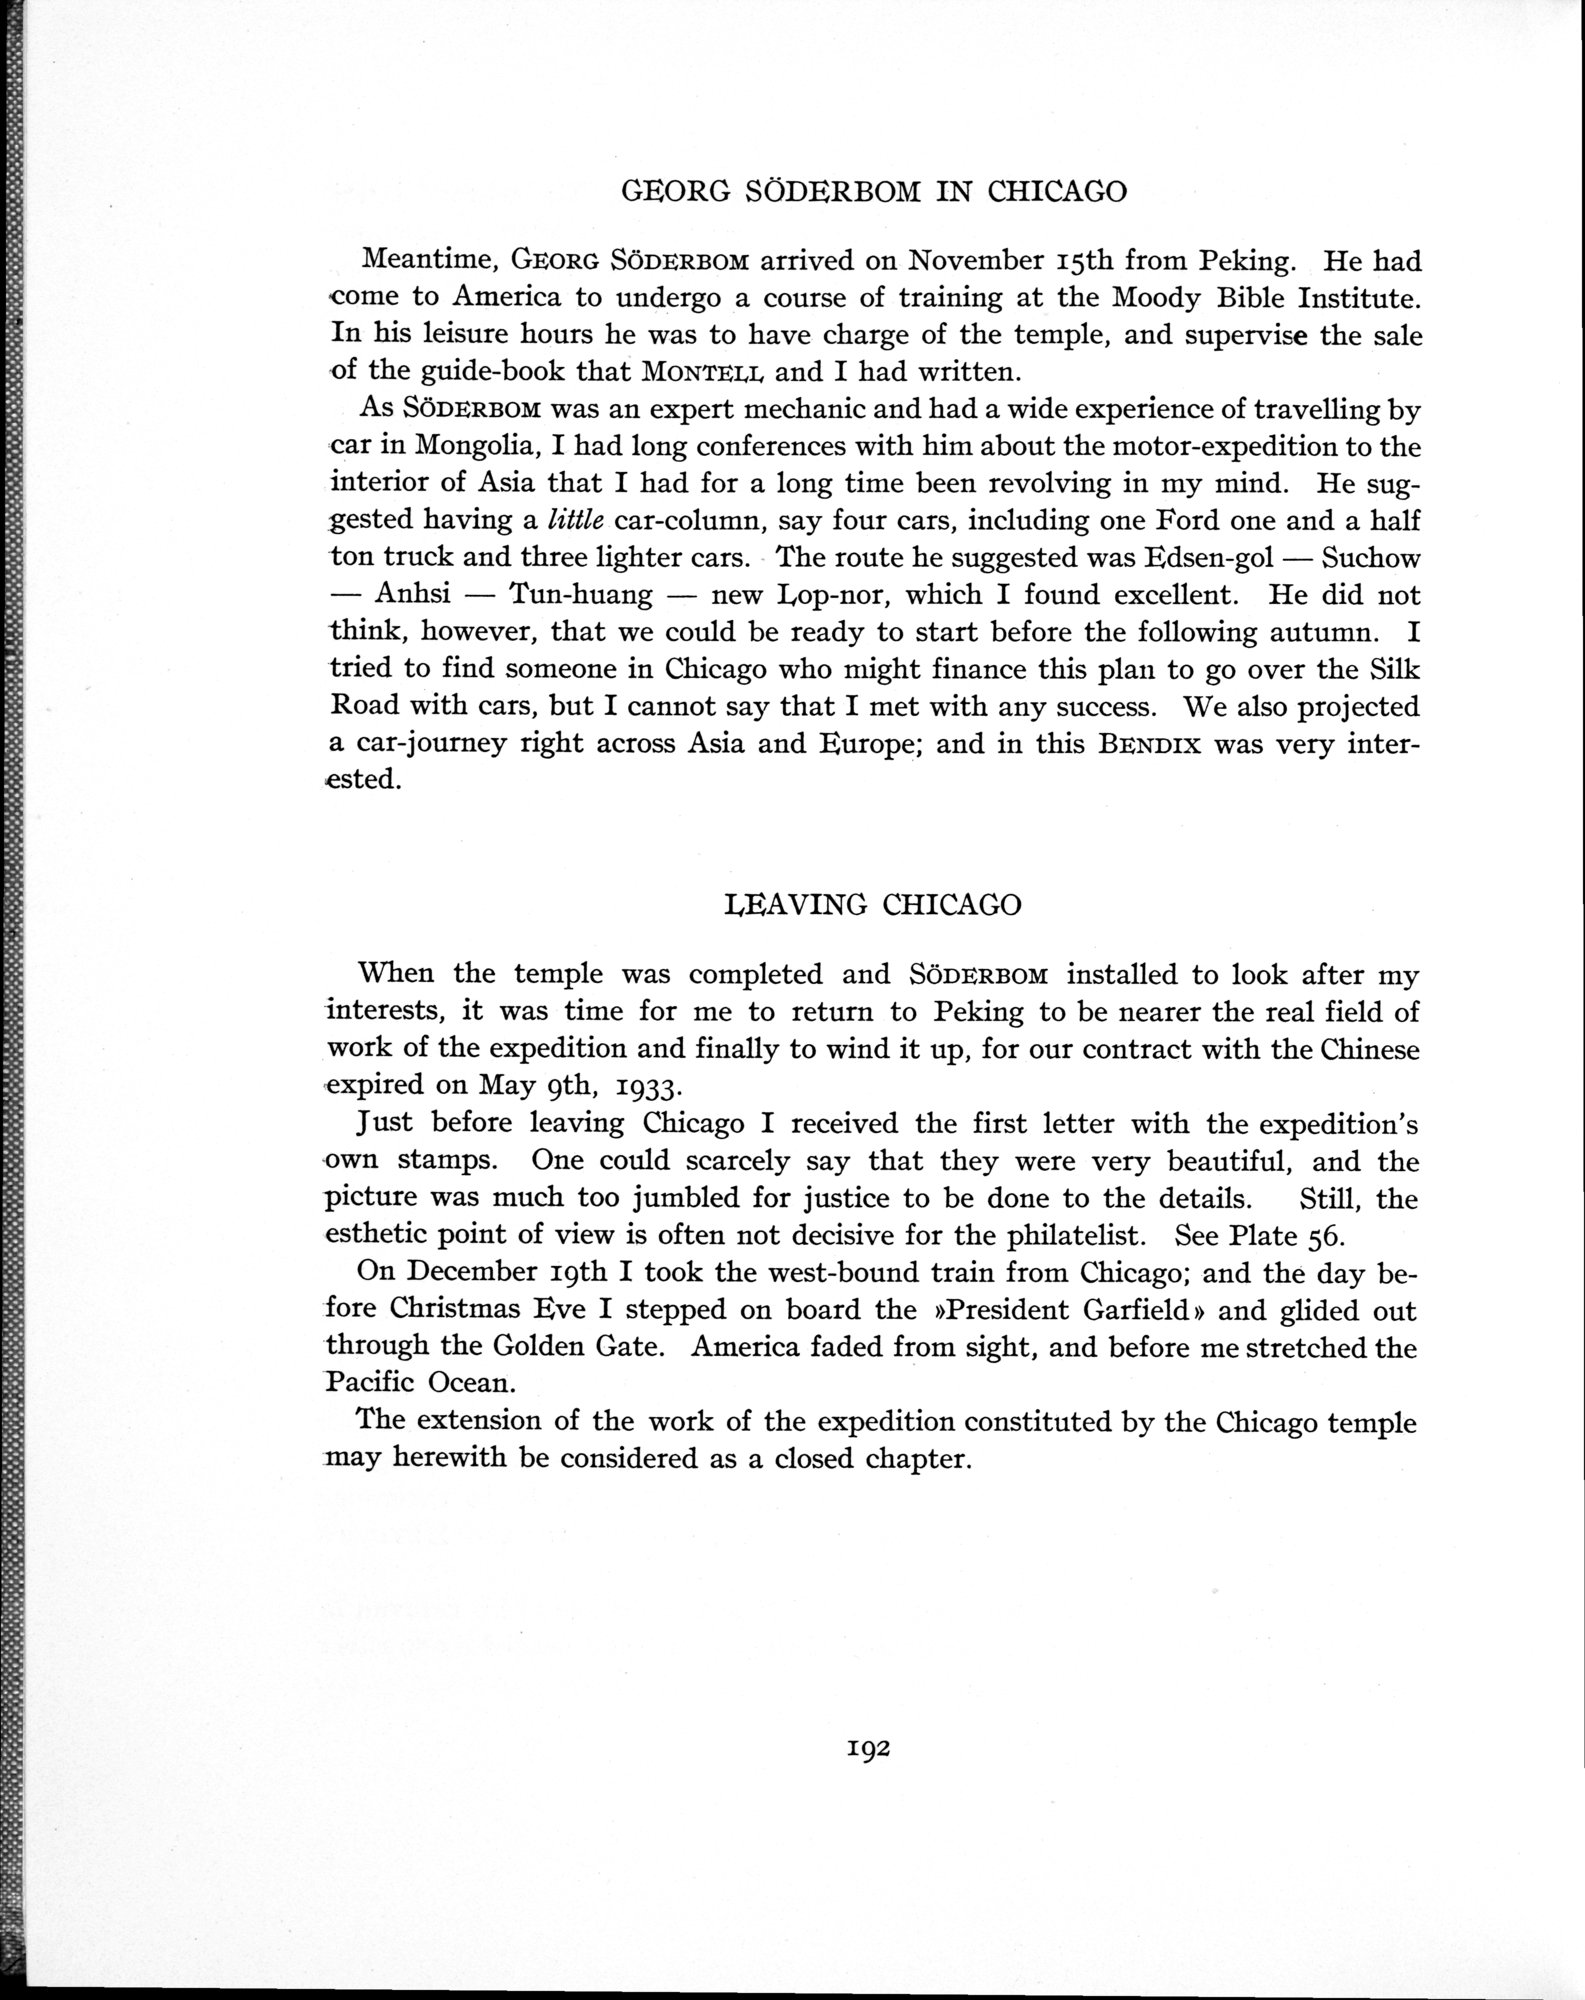 GEORG SÖDERBOM IN CHICAGO
Meantime, GEORG SÖDERBOM arrived on November 15th from Peking. He had
come to America to undergo a course of training at the Moody Bible Institute.
In his leisure hours he was to have charge of the temple, and supervise the sale
of the guide-book that MONTELL and I had written.
As SÖDERBOM was an expert mechanic and had a wide experience of travelling by
car in Mongolia, I had long conferences with him about the motor-expedition to the
interior of Asia that I had for a long time been revolving in my mind. He sug-
gested having a little car-column, say four cars, including one Ford one and a half
ton truck and three lighter cars. The route he suggested was Edsen-gol — Suchow
— Anhsi — Tun-huang — new Lop-nor, which I found excellent. He did not
think, however, that we could be ready to start before the following autumn. I
tried to find someone in Chicago who might finance this plan to go over the Silk
Road with cars, but I cannot say that I met with any success. We also projected
a car-journey right across Asia and Europe; and in this BENDIX was very inter-
ested.
LEAVING CHICAGO
When the temple was completed and SÖDERBOM installed to look after my
interests, it was time for me to return to Peking to be nearer the real field of
work of the expedition and finally to wind it up, for our contract with the Chinese
expired on May 9th, 1933.
Just before leaving Chicago I received the first letter with the expedition's
own stamps. One could scarcely say that they were very beautiful, and the
picture was much too jumbled for justice to be done to the details. Still, the
esthetic point of view is often not decisive for the philatelist. See Plate 56.
On December 19th I took the west-bound train from Chicago; and the day be-
fore Christmas Eve I stepped on board the »President Garfield» and glided out
through the Golden Gate. America faded from sight, and before me stretched the
Pacific Ocean.
The extension of the work of the expedition constituted by the Chicago temple
may herewith be considered as a closed chapter.
192